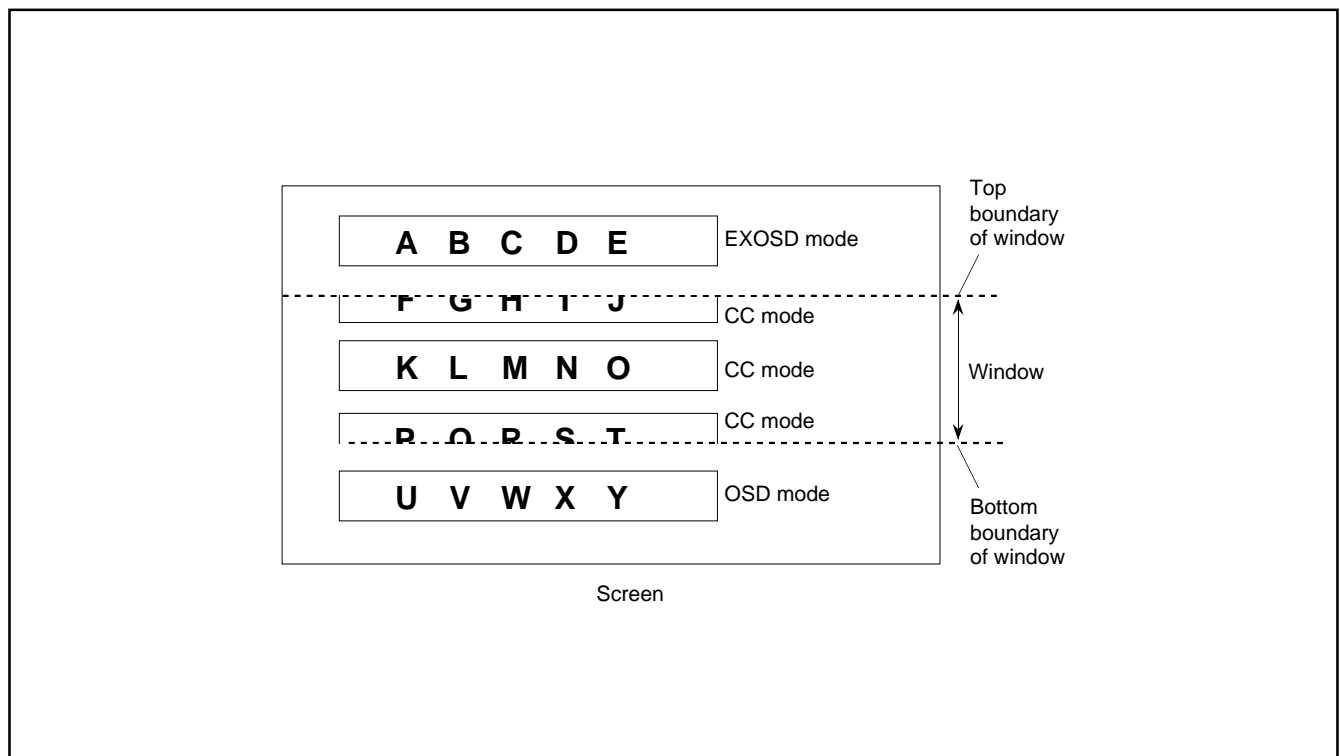 Top
boundary
of window
A B C D E EXOSD mode
F G H I J CC mode
K L M N O CC mode
Window
P Q R S T CC mode
U V W X Y OSD mode
Bottom
boundary
of window
Screen